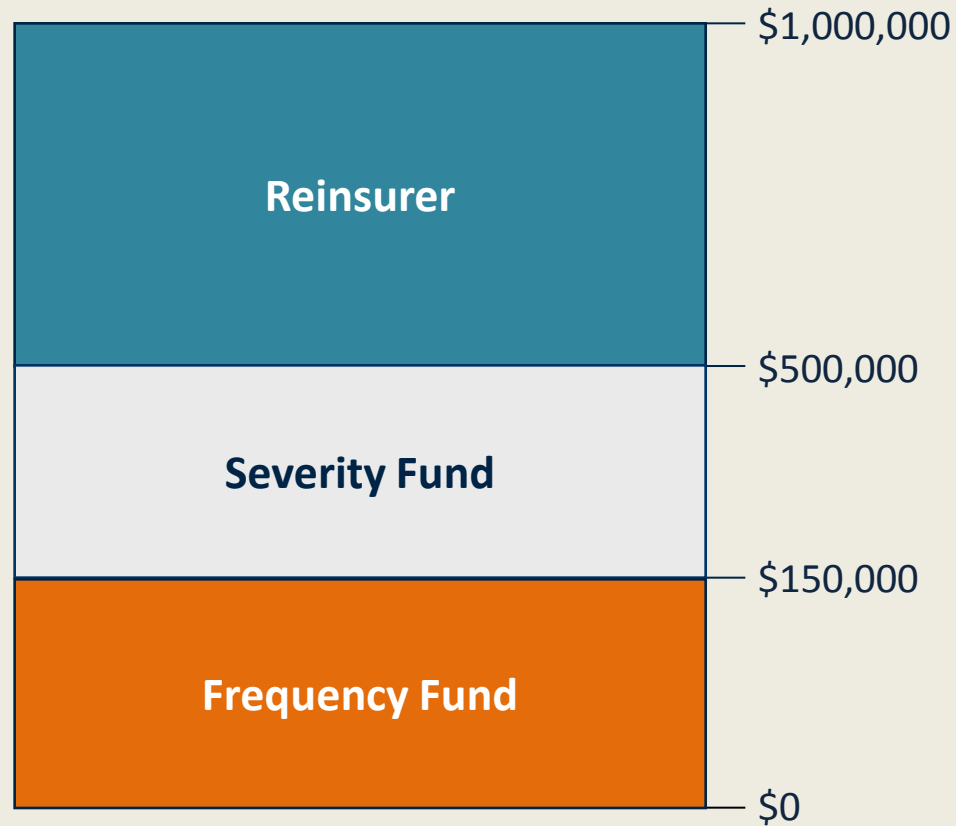 $1,000,000
Reinsurer
$500,000
Severity Fund
$150,000
Frequency Fund
$0